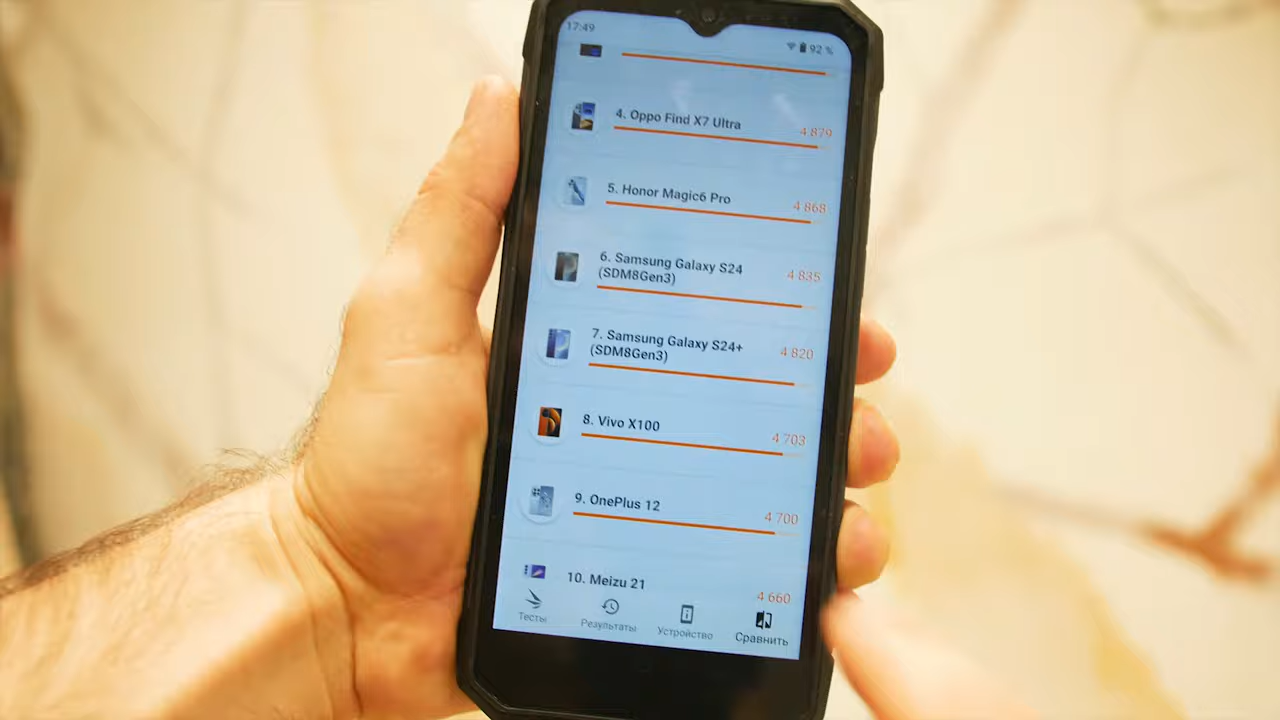 17:49
92 %
4. Oppo Find X7 Ultra
4 879
5. Honor Magic6 Pro
4 868
6. Samsung Galaxy S24
(SDM8Gen3)
4 835
7. Samsung Galaxy S24+
(SDM8Gen3)
4 820
8. Vivo X100
4 703
9. OnePlus 12
4 700
10. Meizu 21
4 660
Тесты
Результаты
Устройство
Сравнить